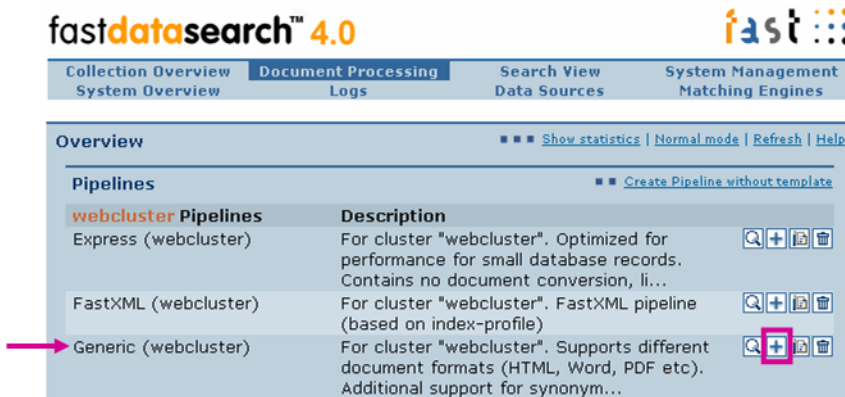 fastdatasearch™ 4.0
fast
Collection Overview Document Processing Search View System Management
System Overview Logs Data Sources Matching Engines
Overview Show statistics | Normal mode | Refresh | Help
Pipelines Create Pipeline without template
webcluster Pipelines Description
Express (webcluster) For cluster "webcluster". Optimized for
performance for small database records.
Contains no document conversion, li...
FastXML (webcluster) For cluster "webcluster". FastXML pipeline
(based on index-profile)
Generic (webcluster) For cluster "webcluster". Supports different
document formats (HTML, Word, PDF etc).
Additional support for synonym...